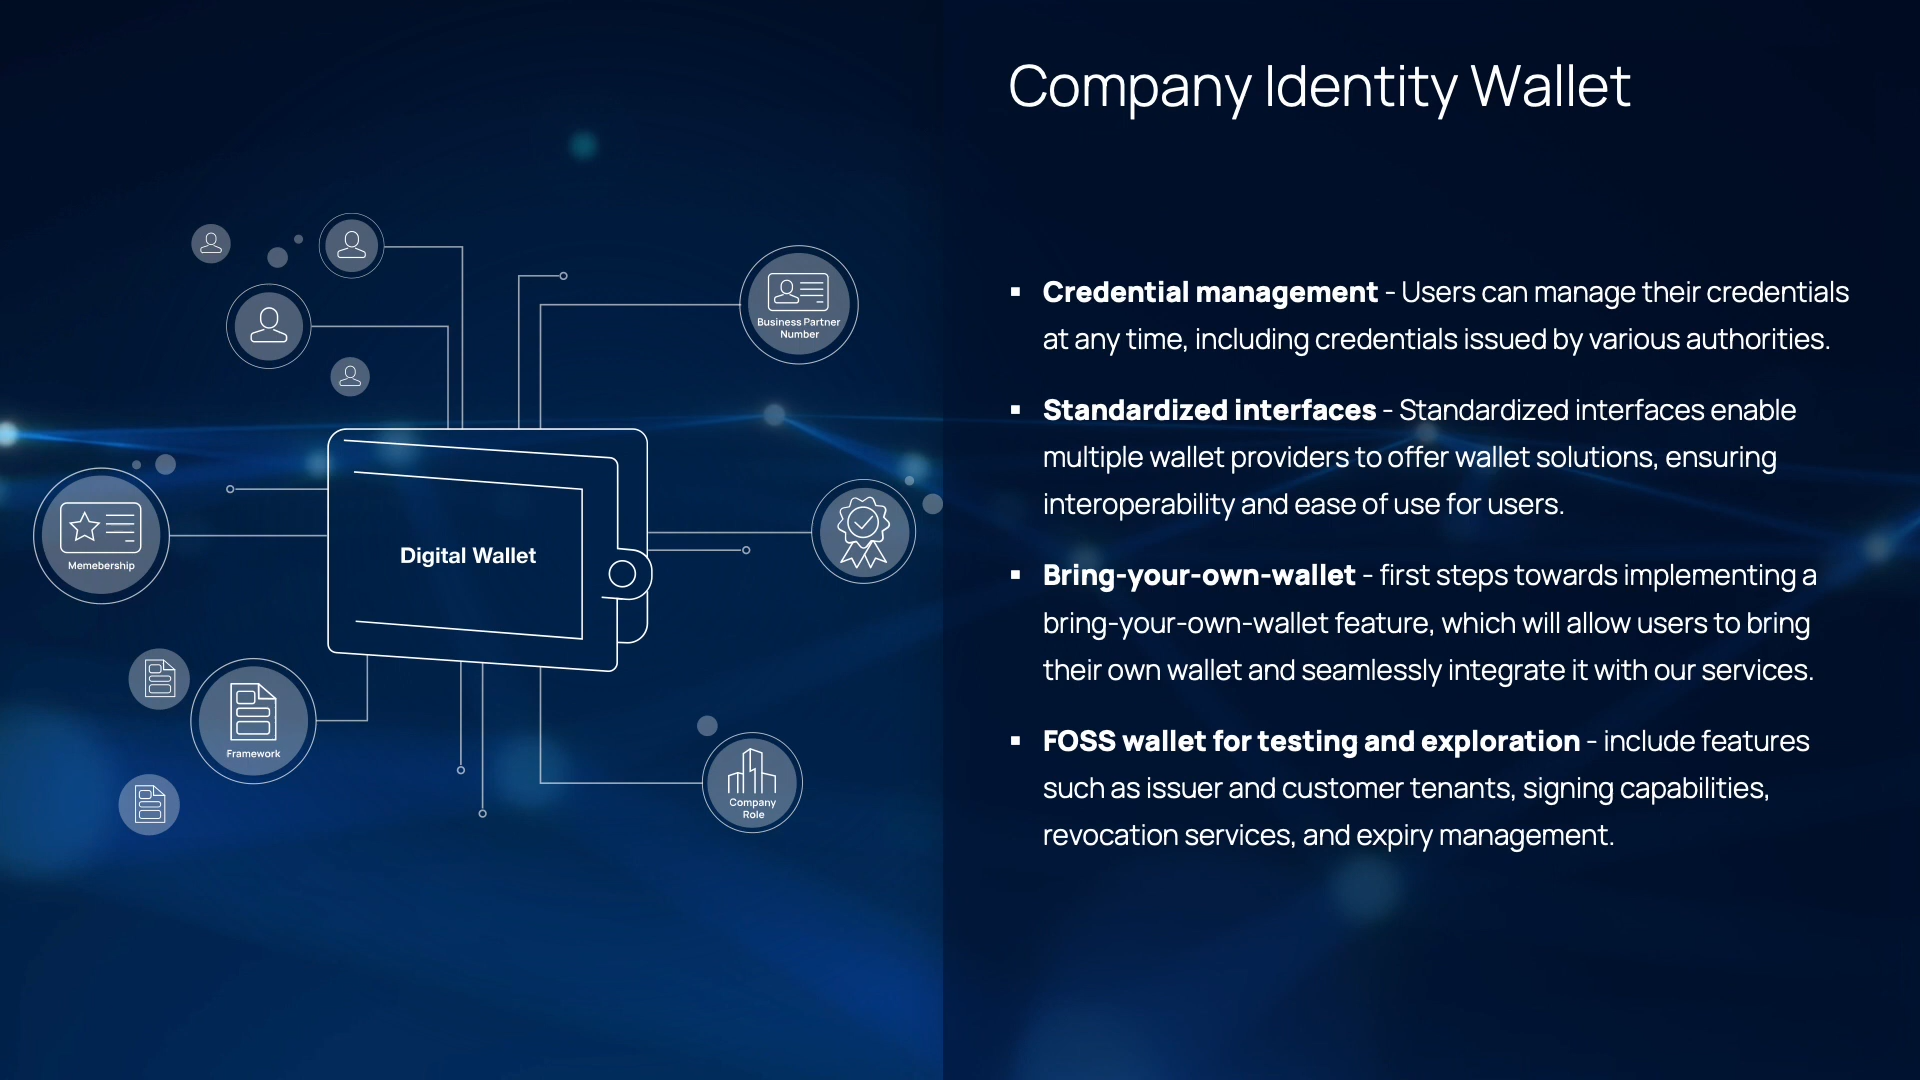 Company Identity Wallet
Business Partner
Number
Digital Wallet
Memebership
Framework
Company
Role
▪ Credential management - Users can manage their credentials
at any time, including credentials issued by various authorities.
▪ Standardized interfaces - Standardized interfaces enable
multiple wallet providers to offer wallet solutions, ensuring
interoperability and ease of use for users.
▪ Bring-your-own-wallet - first steps towards implementing a
bring-your-own-wallet feature, which will allow users to bring
their own wallet and seamlessly integrate it with our services.
▪ FOSS wallet for testing and exploration - include features
such as issuer and customer tenants, signing capabilities,
revocation services, and expiry management.